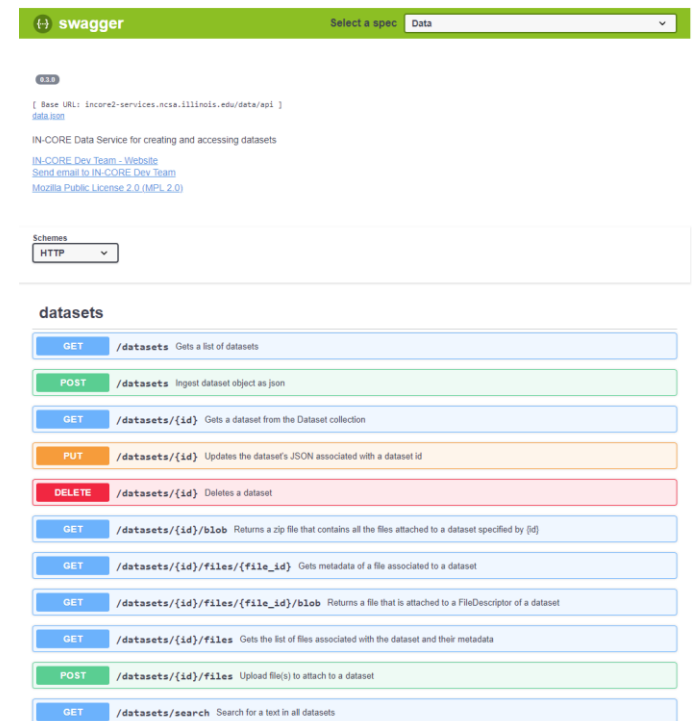 swagger
Select a spec Data
0.3.0
[ Base URL: incore2-services.ncsa.illinois.edu/data/api ]
data.json
IN-CORE Data Service for creating and accessing datasets
IN-CORE Dev Team - Website
Send email to IN-CORE Dev Team
Mozilla Public License 2.0 (MPL 2.0)
Schemes
HTTP
datasets
GET /datasets Gets a list of datasets
POST /datasets Ingest dataset object as json
GET /datasets/{id} Gets a dataset from the Dataset collection
PUT /datasets/{id} Updates the dataset's JSON associated with a dataset id
DELETE /datasets/{id} Deletes a dataset
GET /datasets/{id}/blob Returns a zip file that contains all the files attached to a dataset specified by {id}
GET /datasets/{id}/files/{file_id} Gets metadata of a file associated to a dataset
GET /datasets/{id}/files/{file_id}/blob Returns a file that is attached to a FileDescriptor of a dataset
GET /datasets/{id}/files Gets the list of files associated with the dataset and their metadata
POST /datasets/{id}/files Upload file(s) to attach to a dataset
GET /datasets/search Search for a text in all datasets